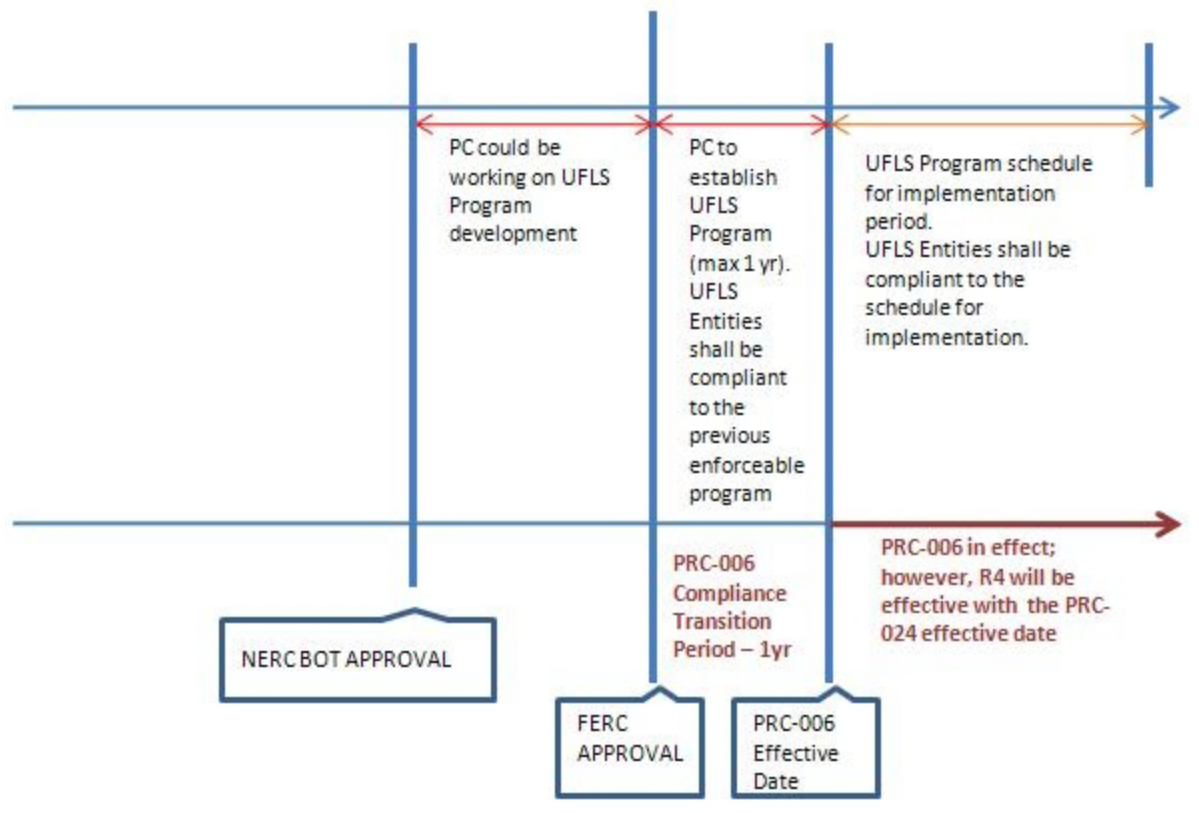 PC could be
working on UFLS
Program
development
PC to
establish
UFLS
Program
(max 1 yr).
UFLS
Entities
shall be
compliant
to the
previous
enforceable
program
UFLS Program schedule
for implementation
period.
UFLS Entities shall be
compliant to the
schedule for
implementation.
PRC-006
Compliance
Transition
Period – 1yr
PRC-006 in effect;
however, R4 will be
effective with the PRC-
024 effective date
NERC BOT APPROVAL
FERC
APPROVAL
PRC-006
Effective
Date